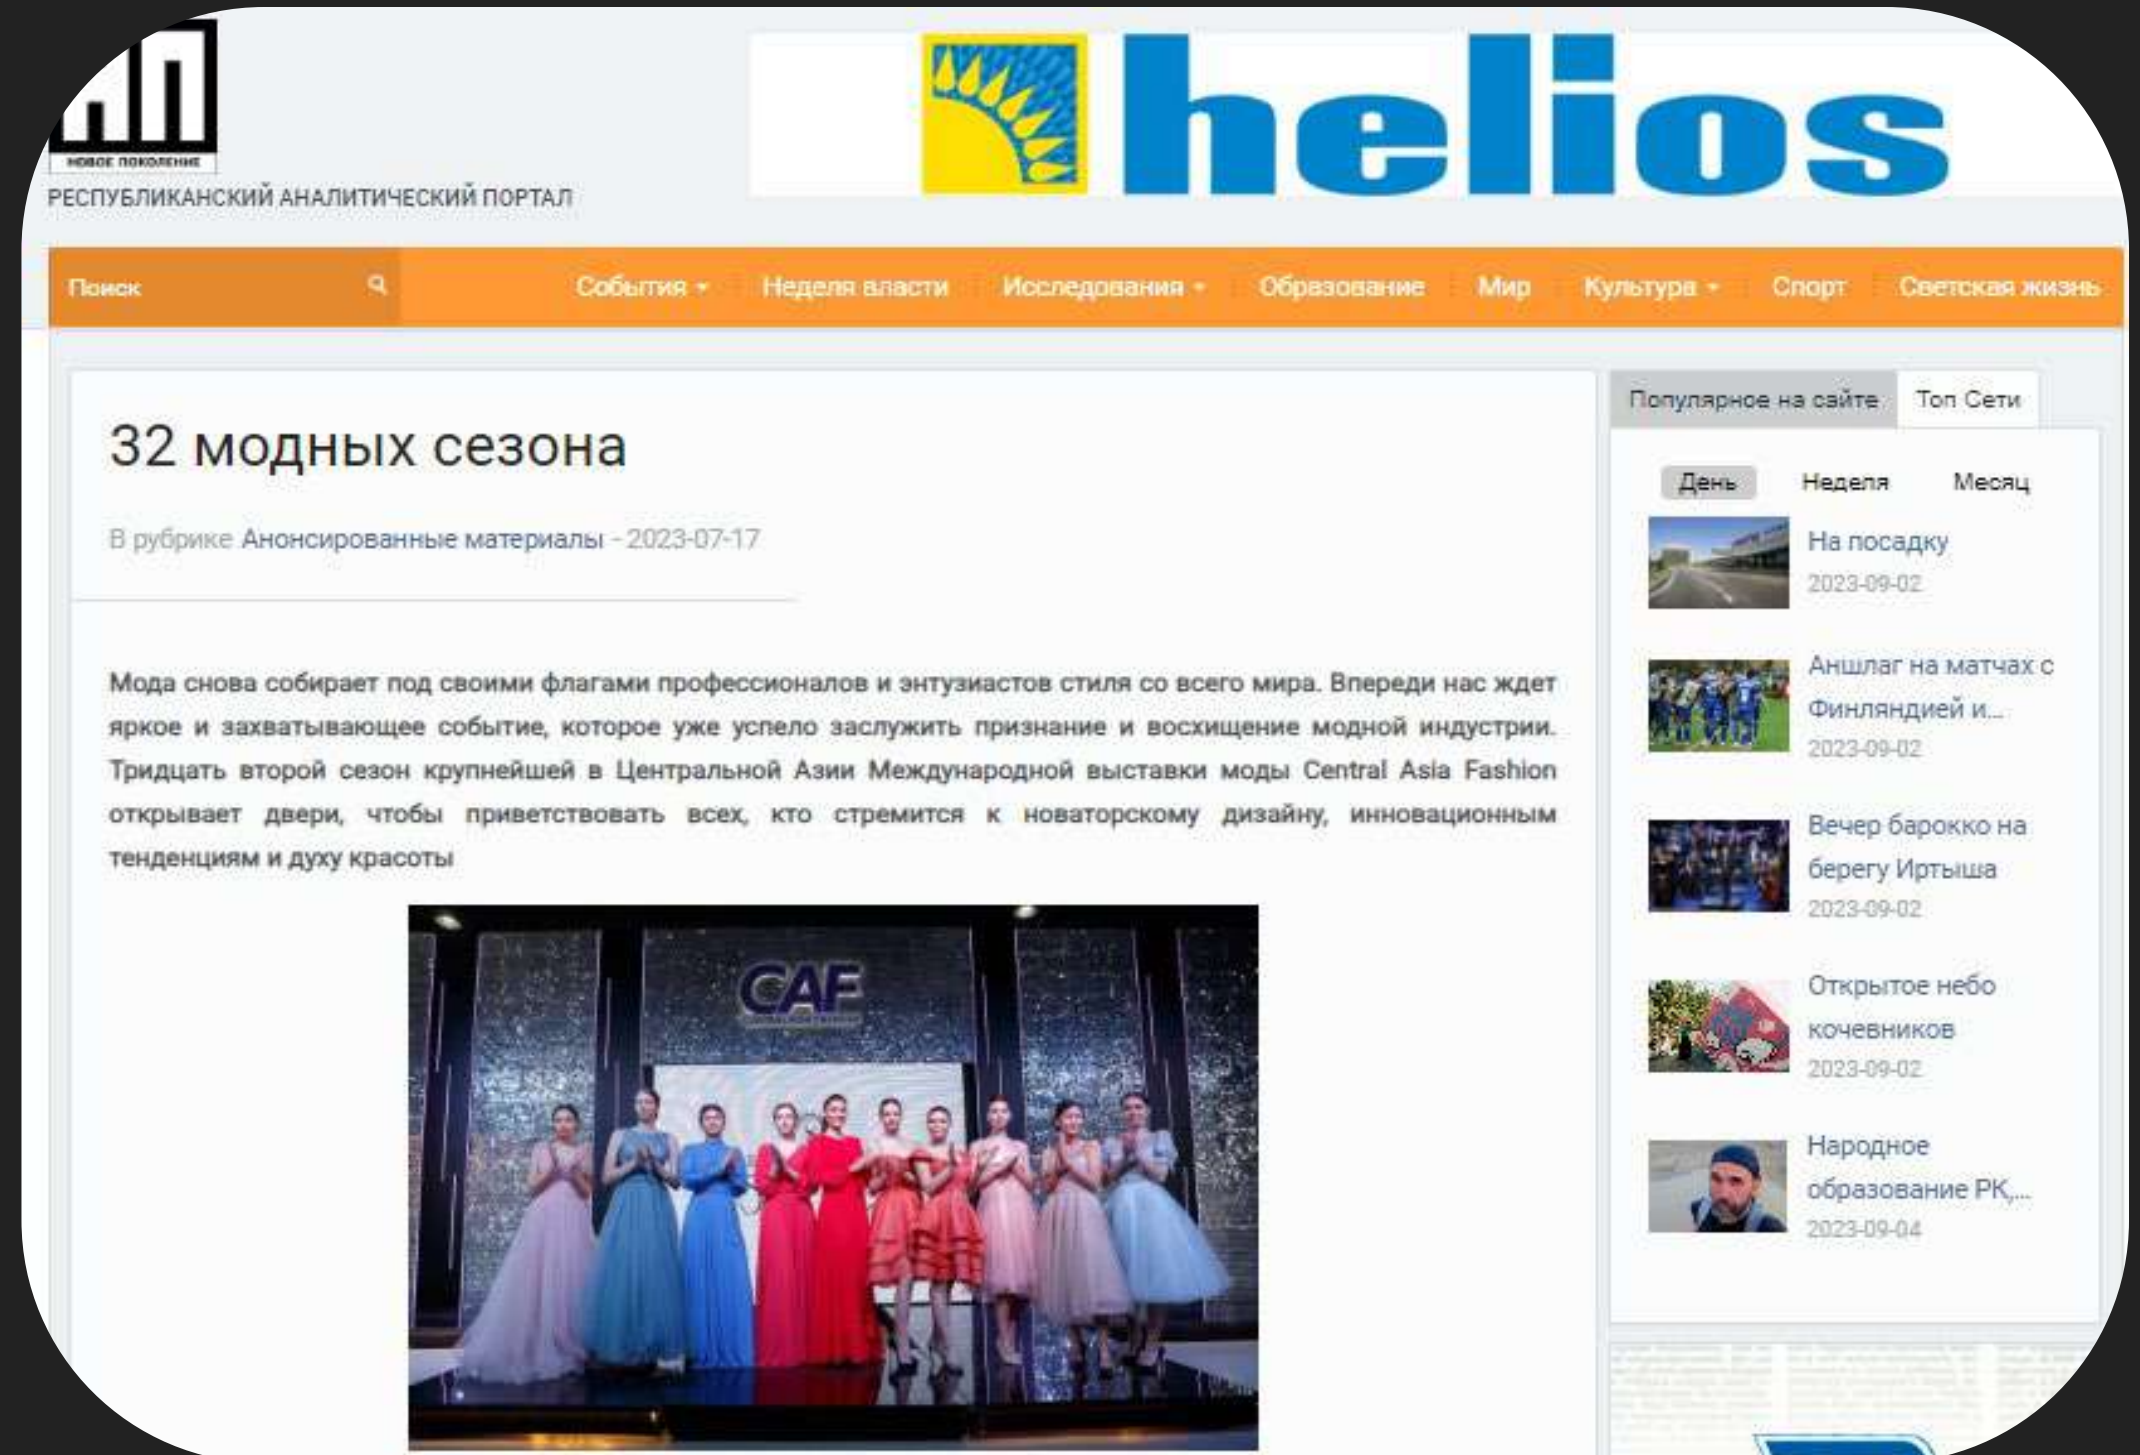 НОВОЕ ПОКОЛЕНИЕ
РЕСПУБЛИКАНСКИЙ АНАЛИТИЧЕСКИЙ ПОРТАЛ
helios
Поиск
События
Неделя власти
Исследования
Образование
Мир
Культура
Спорт
Светская жизнь
32 модных сезона
В рубрике Анонсированные материалы - 2023-07-17
Мода снова собирает под своими флагами профессионалов и энтузиастов стиля со всего мира. Впереди нас ждет
яркое и захватывающее событие, которое уже успело заслужить признание и восхищение модной индустрии.
Тридцать второй сезон крупнейшей в Центральной Азии Международной выставки моды Central Asia Fashion
открывает двери, чтобы приветствовать всех, кто стремится к новаторскому дизайну, инновационным
тенденциям и духу красоты
CAF
Популярное на сайте
Топ Сети
День
Неделя
Месяц
На посадку
2023-09-02
Аншлаг на матчах с
Финляндией и...
2023-09-02
Вечер барокко на
берегу Иртыша
2023-09-02
Открытое небо
кочевников
2023-09-02
Народное
образование РК,...
2023-09-04